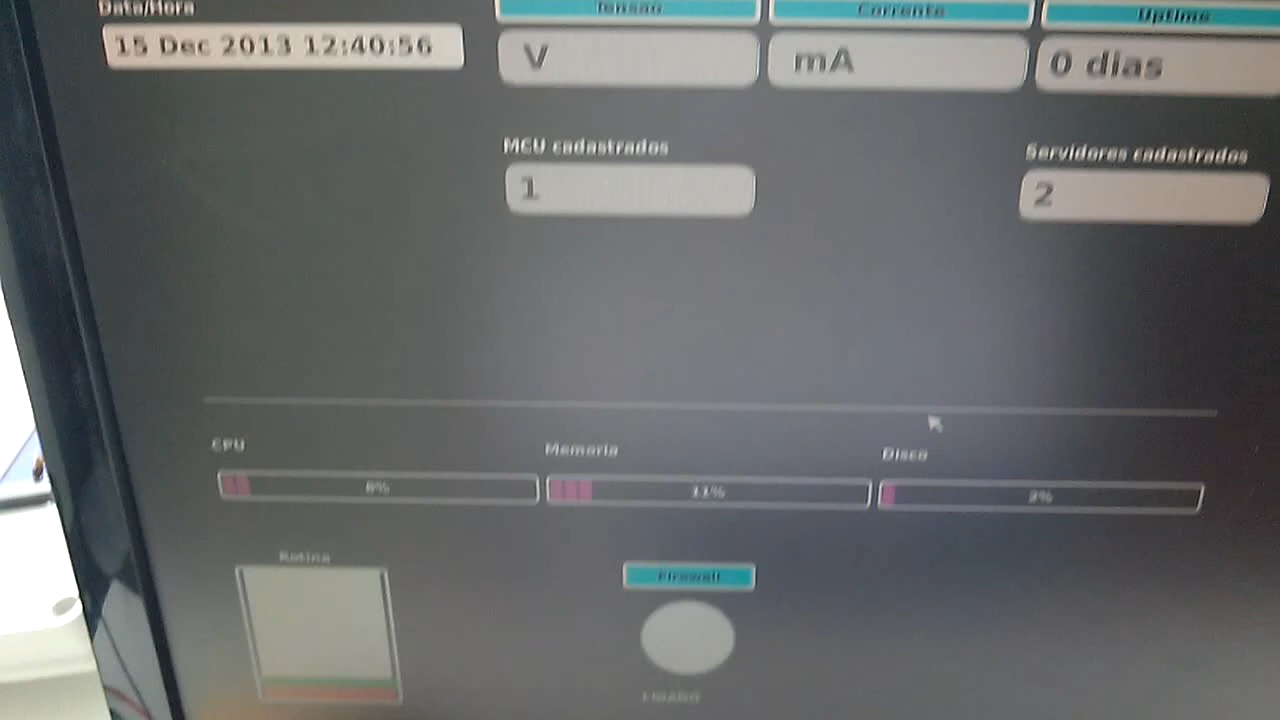 Data/Hora
Tensao
Corrente
Uptime
15 Dec 2013 12:40:56
V
mA
0 dias
MCU cadastrados
Servidores cadastrados
1
2
CPU
Memoria
Disco
11%
2%
Rotina
Firewall